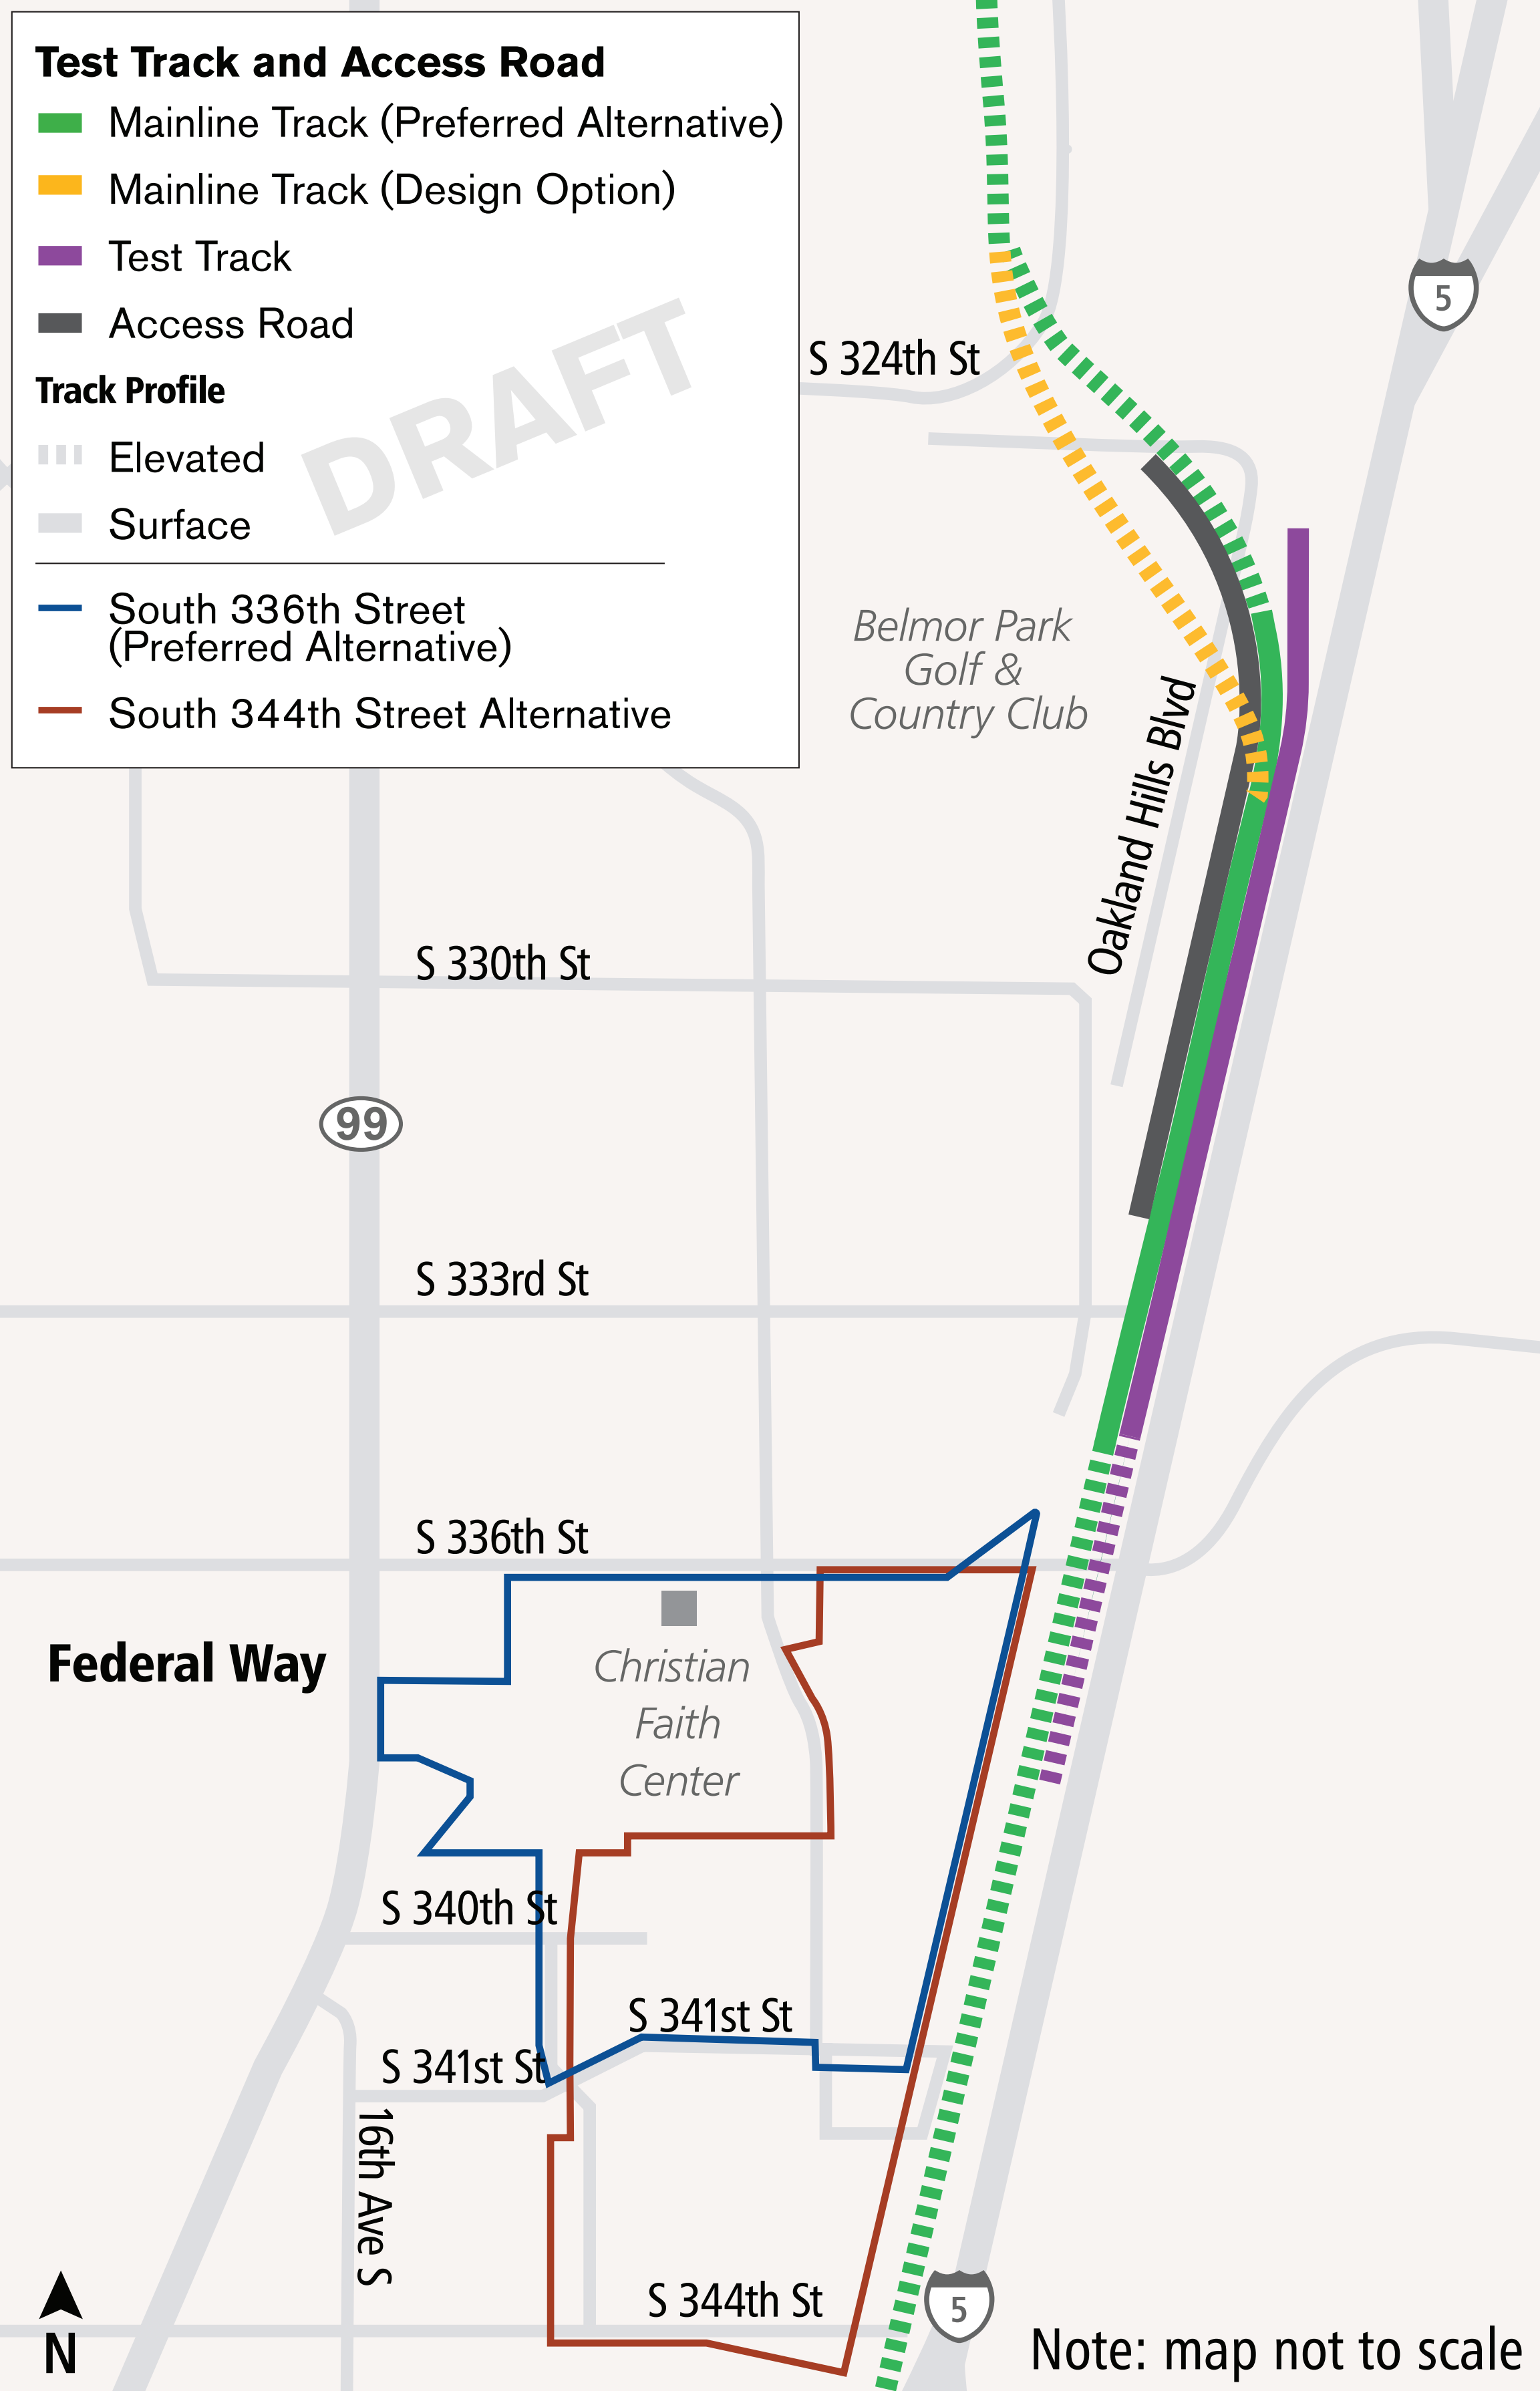 Test Track and Access Road
Mainline Track (Preferred Alternative)
Mainline Track (Design Option)
Test Track
Access Road
Track Profile
Elevated
Surface
DRAFT
South 336th Street
(Preferred Alternative)
South 344th Street Alternative
5
S 324th St
Belmor Park
Golf &
Country Club
Oakland Hills Blvd
S 330th St
99
S 333rd St
S 336th St
Federal Way
Christian
Faith
Center
S 340th St
S 341st St
S 341st St
16th Ave S
S 344th St
5
N
Note: map not to scale